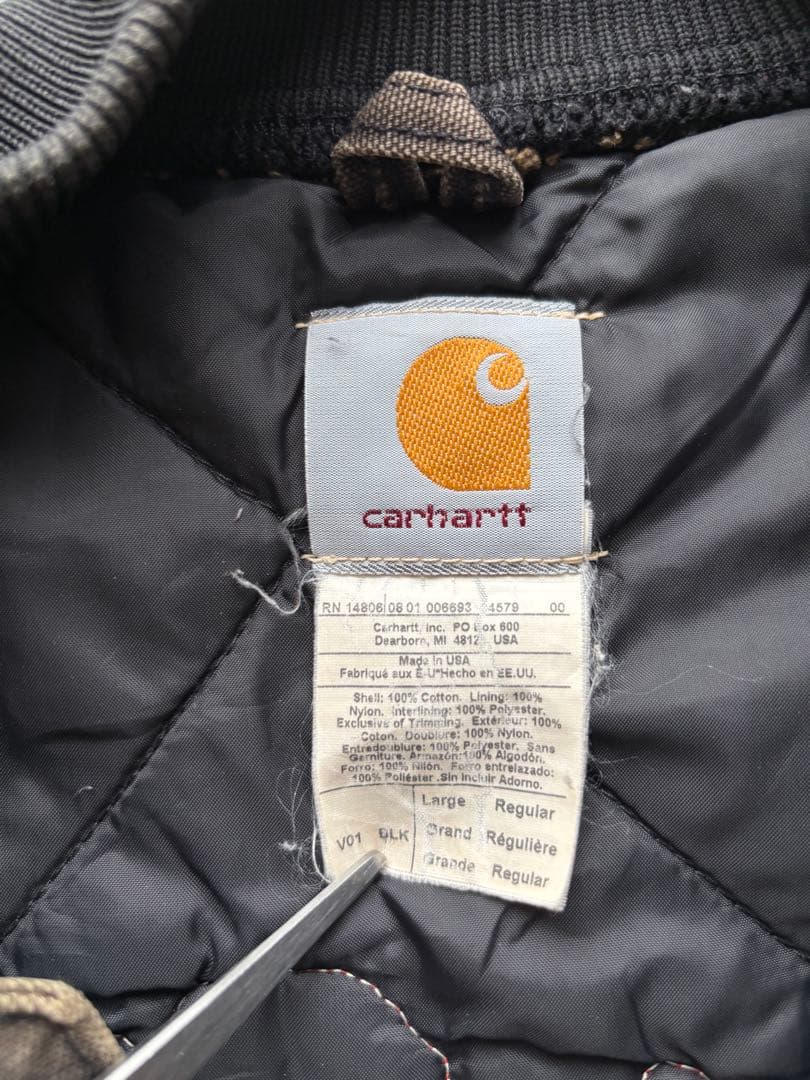 carhartt
RN 14806 08 01 006693 4579 00
Carhartt, Inc. PO Box 600
Dearborn, MI 4812 USA
Made in USA
Fabriqué aux É-U*Hecho en EE.UU.
Shell: 100% Cotton. Lining: 100%
Nylon. Interlining: 100% Polyester.
Exclusive of Trimming. Extérieur: 100%
Coton. Doublure: 100% Nylon.
Entredoublure: 100% Polyester. Sans
Garniture. Armazón:100% Algodón.
Forro: 100% Nilón. Forro entrelazado:
100% Poliéster .Sin Incluir Adorno.
Large Regular
V01 BLK Grand Régulière
Grande Regular